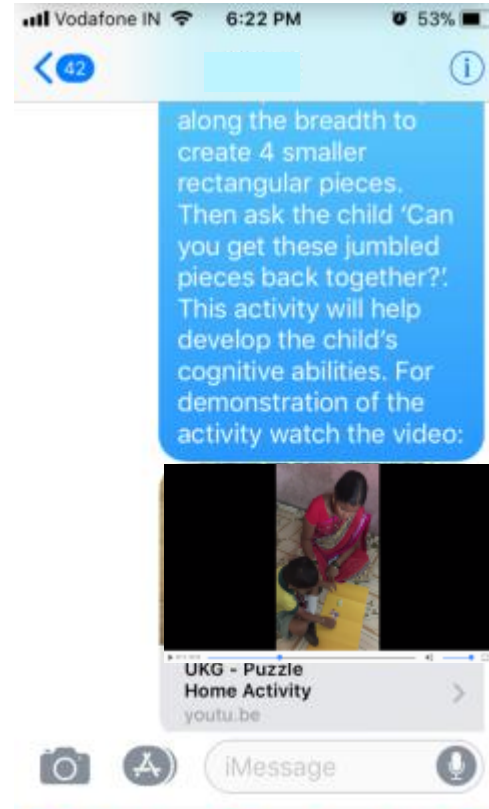 Vodafone IN 6:22 PM 53%
42
along the breadth to
create 4 smaller
rectangular pieces.
Then ask the child ‘Can
you get these jumbled
pieces back together?’.
This activity will help
develop the child’s
cognitive abilities. For
demonstration of the
activity watch the video:
UKG - Puzzle
Home Activity
youtu.be
iMessage